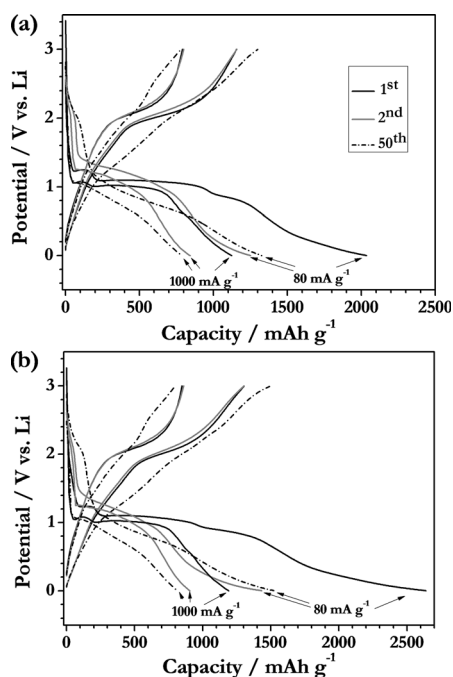 (a)
Potential / V vs. Li
3
2
1
0
1st
2nd
50th
1000 mA g-1
80 mA g-1
0 500 1000 1500 2000 2500
Capacity / mAh g-1
(b)
Potential / V vs. Li
3
2
1
0
1000 mA g-1
80 mA g-1
0 500 1000 1500 2000 2500
Capacity / mAh g-1